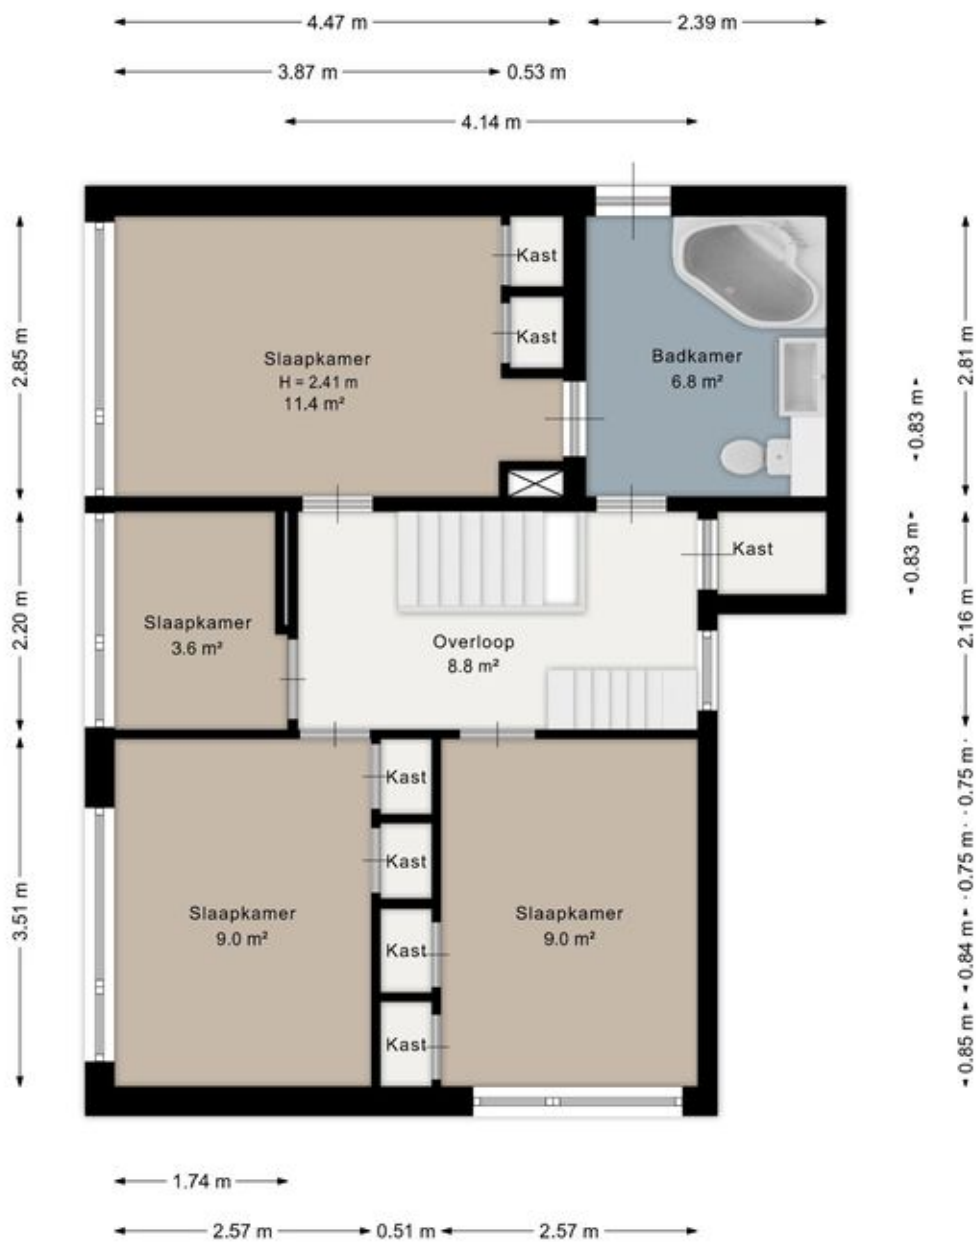 4.47 m
2.39 m
3.87 m
0.53 m
4.14 m
Kast
Kast
Slaapkamer
H = 2.41 m
11.4 m²
Badkamer
6.8 m²
2.85 m
2.81 m
0.83 m
0.83 m
Kast
Slaapkamer
3.6 m²
Overloop
8.8 m²
2.20 m
2.16 m
Kast
Kast
Kast
Kast
Slaapkamer
9.0 m²
Slaapkamer
9.0 m²
3.51 m
0.75 m
0.75 m
0.84 m
0.85 m
1.74 m
2.57 m
0.51 m
2.57 m